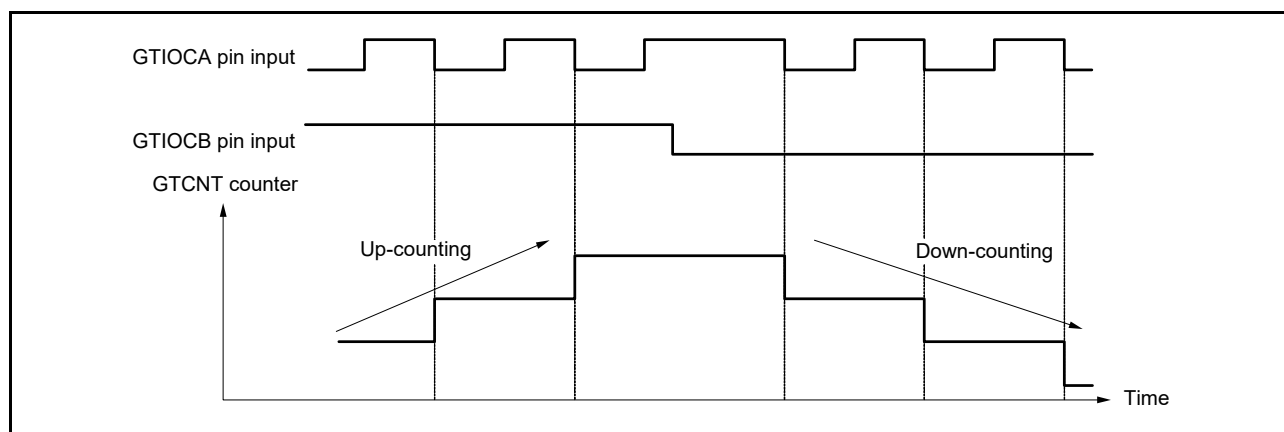 GTIOCA pin input
GTIOCB pin input
GTCNT counter
Up-counting
Down-counting
Time